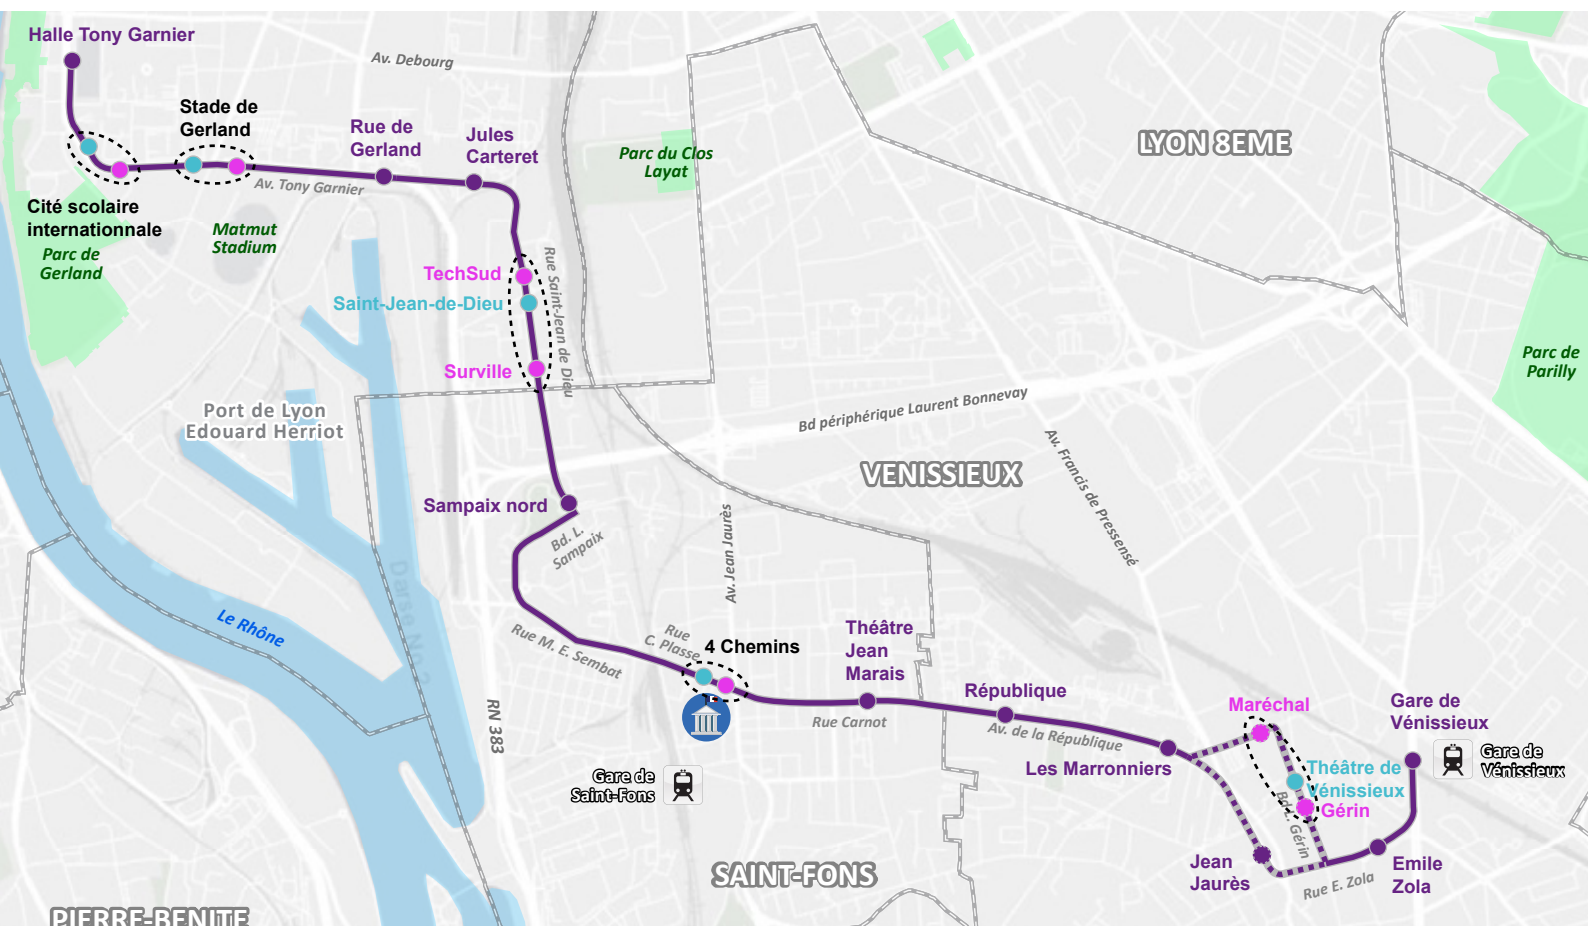 Halle Tony Garnier
Av. Debourg
Stade de
Gerland
Rue de
Gerland
Jules
Carteret
Parc du Clos
Layat
LYON 8EME
Av. Tony Garnier
Cité scolaire
internationnale
Parc de
Gerland
Matmut
Stadium
TechSud
Saint-Jean-de-Dieu
Surville
Rue Saint-Jean de Dieu
Parc de
Parilly
Port de Lyon
Edouard Herriot
Bd périphérique Laurent Bonnevay
VENISSIEUX
Av. Francis de Pressensé
Sampaix nord
Bd. L.
Sampaix
Av. Jean Jaurès
Darse No 2
Le Rhône
Rue M. E. Sembat
Rue
C. Plasse
4 Chemins
Théâtre
Jean
Marais
Rue Carnot
République
Av. de la République
Les Marronniers
Maréchal
Gare de
Vénissieux
Gare de
Vénissieux
Théâtre de
Vénissieux
Gérin
Bd L. Gérin
RN 383
Gare de
Saint-Fons
Jean
Jaurès
Rue E. Zola
Emile
Zola
SAINT-FONS
PIERRE-BENITE